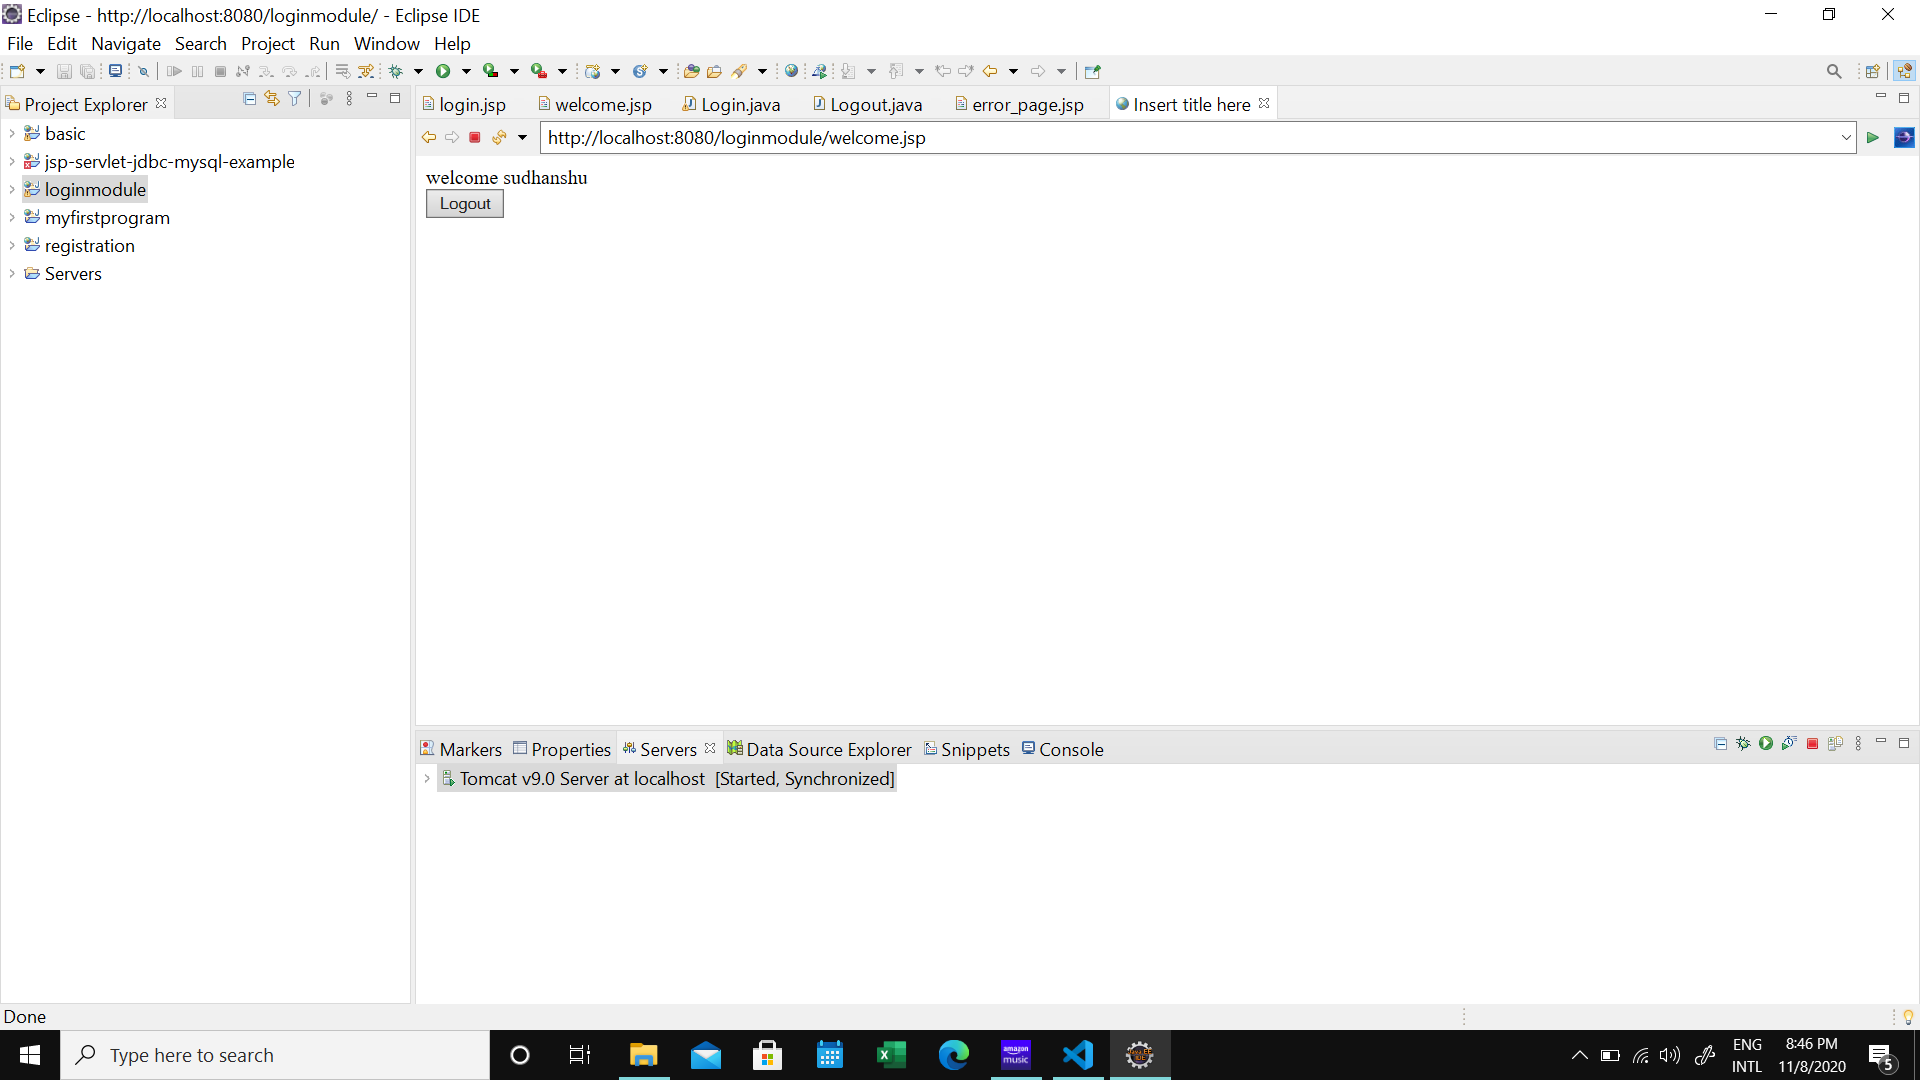 Eclipse - http://localhost:8080/loginmodule/ - Eclipse IDE
File Edit Navigate Search Project Run Window Help
Project Explorer
basic
jsp-servlet-jdbc-mysql-example
loginmodule
myfirstprogram
registration
Servers
login.jsp welcome.jsp Login.java Logout.java error_page.jsp Insert title here
http://localhost:8080/loginmodule/welcome.jsp
welcome sudhanshu
Logout
Markers Properties Servers Data Source Explorer Snippets Console
Tomcat v9.0 Server at localhost [Started, Synchronized]
Done
Type here to search
amazon
music
ENG
INTL
8:46 PM
11/8/2020
5